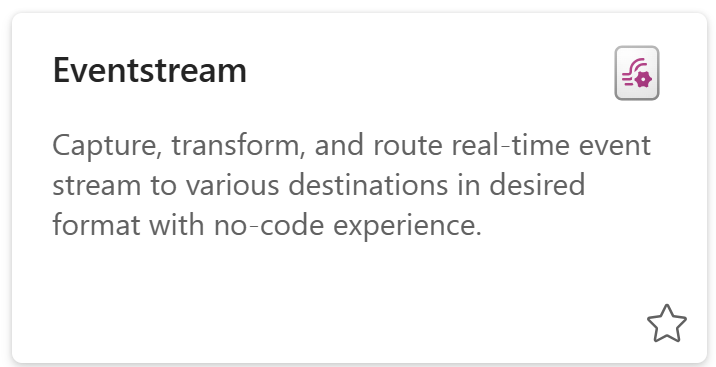 Eventstream
Capture, transform, and route real-time event
stream to various destinations in desired
format with no-code experience.